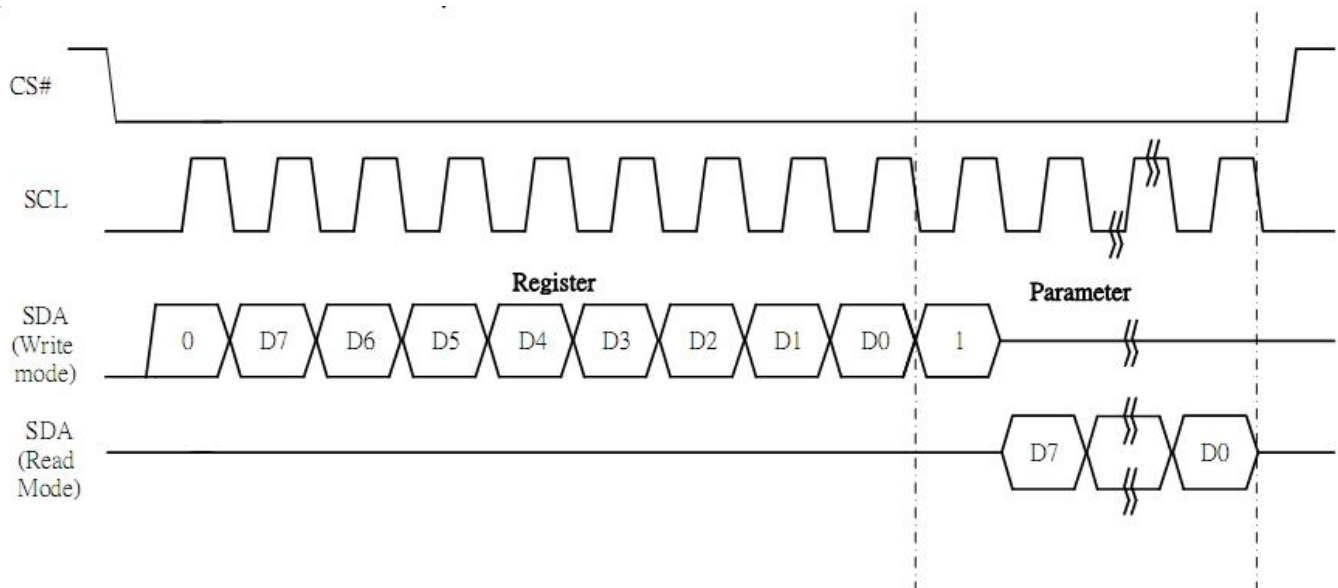 CS#
SCL
Register
Parameter
SDA
(Write
mode)
0 D7 D6 D5 D4 D3 D2 D1 D0 1
SDA
(Read
Mode)
D7 D0